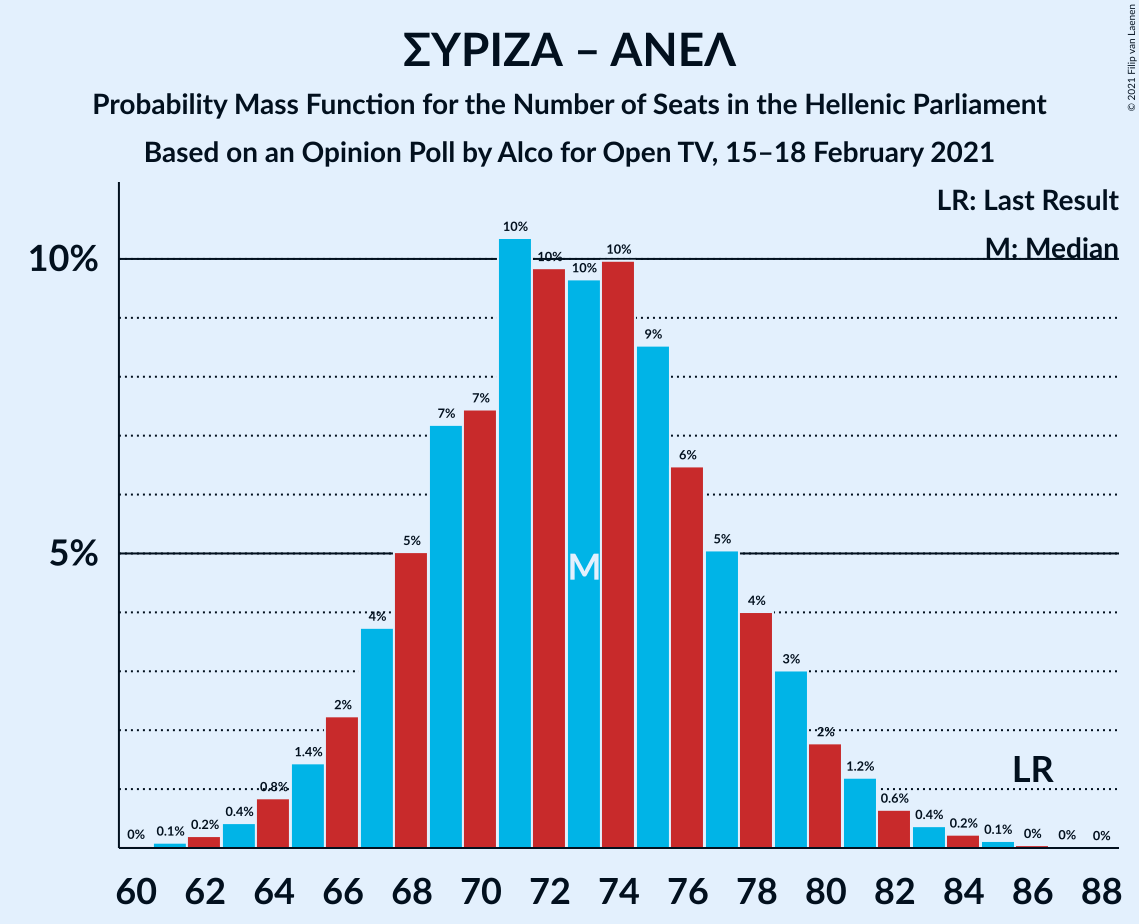 ΣΥΡΙΖΑ – ΑΝΕΛ
Probability Mass Function for the Number of Seats in the Hellenic Parliament
Based on an Opinion Poll by Alco for Open TV, 15–18 February 2021
© 2021 Filip van Laenen
LR: Last Result
M: Median
10%
5%
0% 0.1% 0.2% 0.4% 0.8% 1.4% 2% 4% 5% 7% 7% 10% 10% 10% 10% 9% 6% 5% 4% 3% 2% 1.2% 0.6% 0.4% 0.2% 0.1% 0% 0% 0%
M
LR
60 62 64 66 68 70 72 74 76 78 80 82 84 86 88